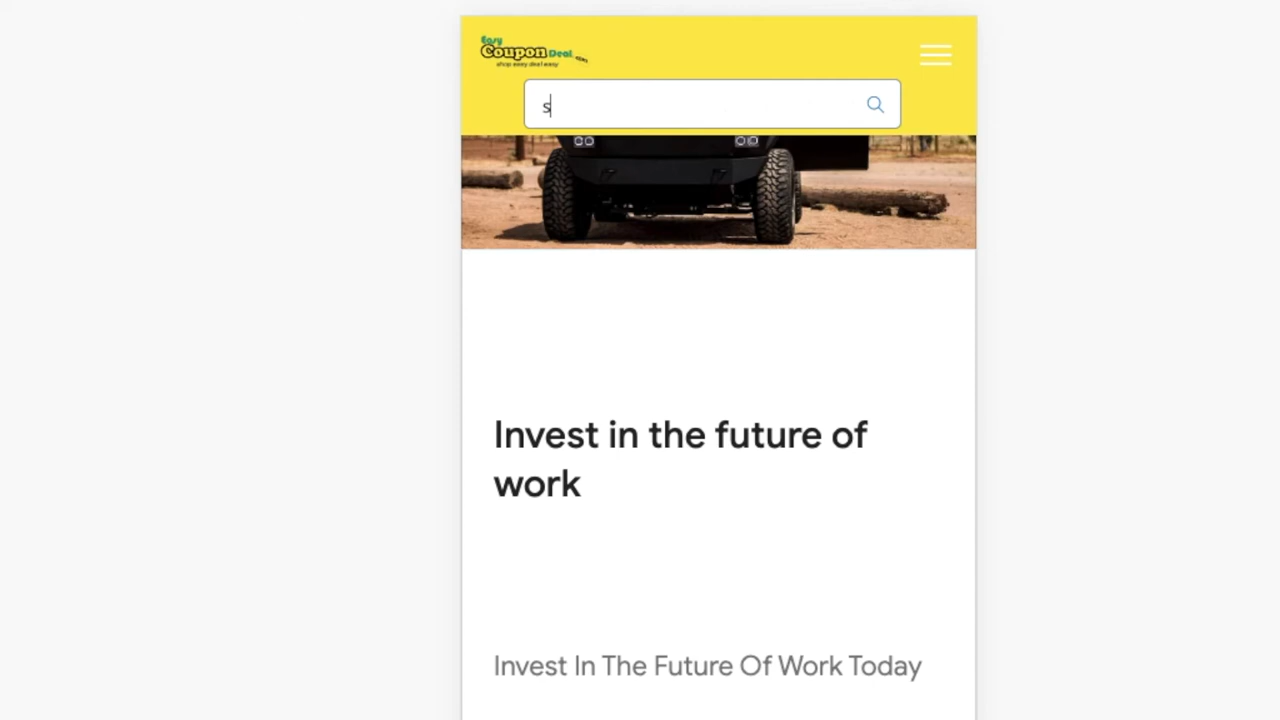 Easy
Coupon Deal .com
shop easy deal easy
s
Invest in the future of
work
Invest In The Future Of Work Today